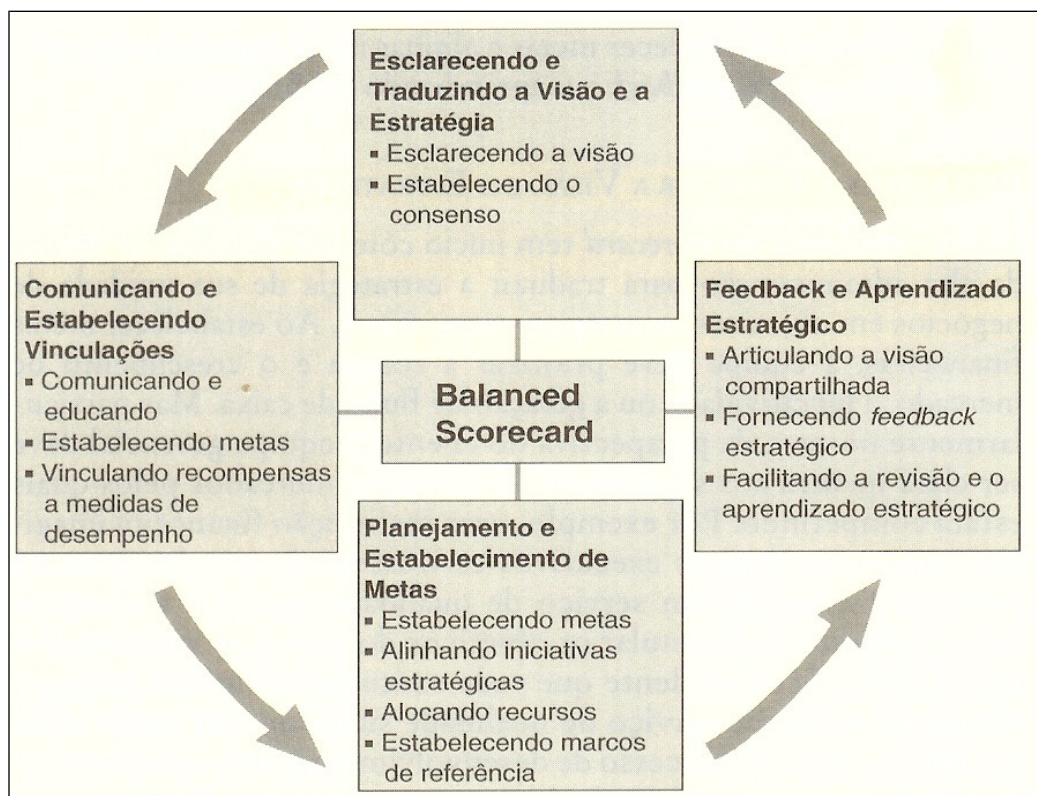 Esclarecendo e
Traduzindo a Visão e a
Estratégia
▪ Esclarecendo a visão
▪ Estabelecendo o
consenso
Comunicando e
Estabelecendo
Vinculações
▪ Comunicando e
educando
▪ Estabelecendo metas
▪ Vinculando recompensas
a medidas de
desempenho
Balanced
Scorecard
Feedback e Aprendizado
Estratégico
▪ Articulando a visão
compartilhada
▪ Fornecendo feedback
estratégico
▪ Facilitando a revisão e o
aprendizado estratégico
Planejamento e
Estabelecimento de
Metas
▪ Estabelecendo metas
▪ Alinhando iniciativas
estratégicas
▪ Alocando recursos
▪ Estabelecendo marcos
de referência